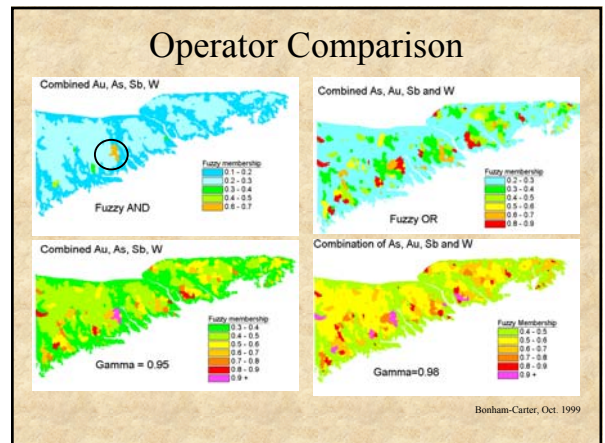 Operator Comparison
Combined Au, As, Sb, W
Fuzzy membership
0.1 - 0.2
0.2 - 0.3
0.3 - 0.4
0.4 - 0.5
0.6 - 0.7
Fuzzy AND
Combined As, Au, Sb and W
Fuzzy membership
0.2 - 0.3
0.3 - 0.4
0.4 - 0.5
0.5 - 0.6
0.6 - 0.7
0.8 - 0.9
Fuzzy OR
Combined Au, As, Sb, W
Fuzzy membership
0.3 - 0.4
0.4 - 0.5
0.5 - 0.6
0.6 - 0.7
0.7 - 0.8
0.8 - 0.9
0.9 +
Gamma = 0.95
Combination of As, Au, Sb and W
Fuzzy Membership
0.4 - 0.5
0.5 - 0.6
0.6 - 0.7
0.7 - 0.8
0.8 - 0.9
0.9 +
Gamma=0.98
Bonham-Carter, Oct. 1999